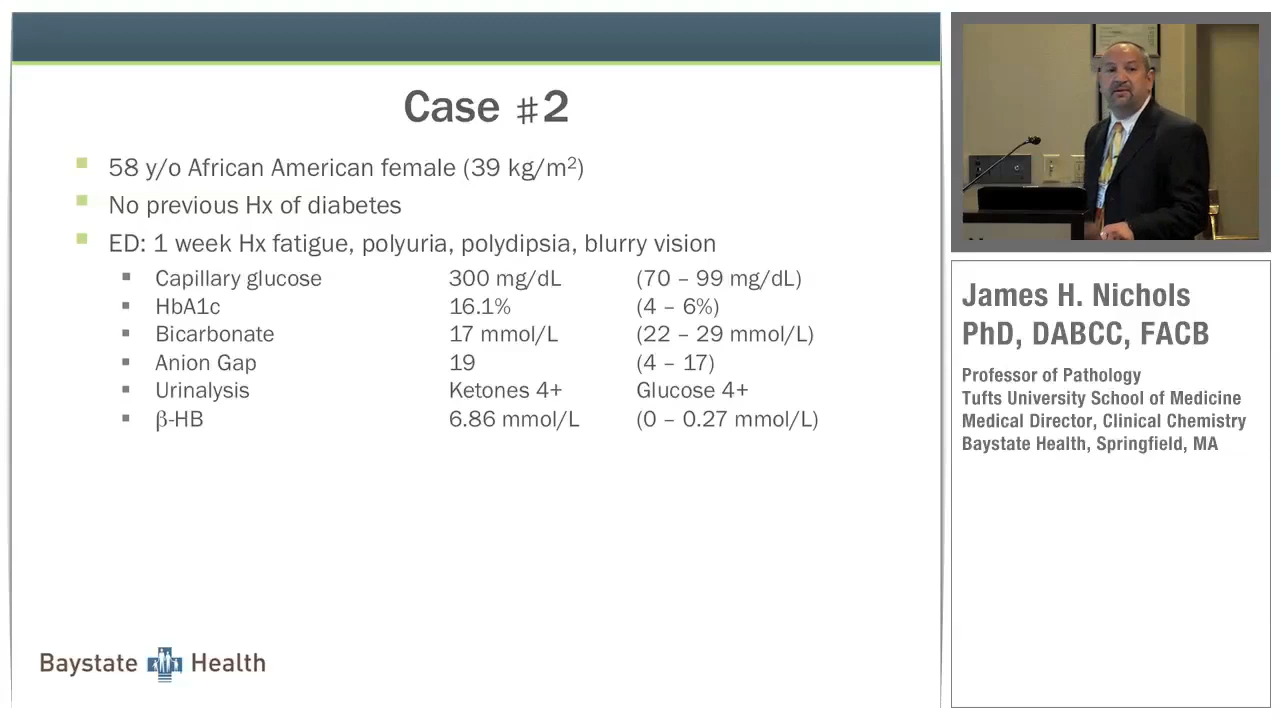 Case #2
58 y/o African American female (39 kg/m²)
No previous Hx of diabetes
ED: 1 week Hx fatigue, polyuria, polydipsia, blurry vision
Capillary glucose 300 mg/dL (70 – 99 mg/dL)
HbA1c 16.1% (4 – 6%)
Bicarbonate 17 mmol/L (22 – 29 mmol/L)
Anion Gap 19 (4 – 17)
Urinalysis Ketones 4+ Glucose 4+
β-HB 6.86 mmol/L (0 – 0.27 mmol/L)
Baystate Health
James H. Nichols
PhD, DABCC, FACB
Professor of Pathology
Tufts University School of Medicine
Medical Director, Clinical Chemistry
Baystate Health, Springfield, MA